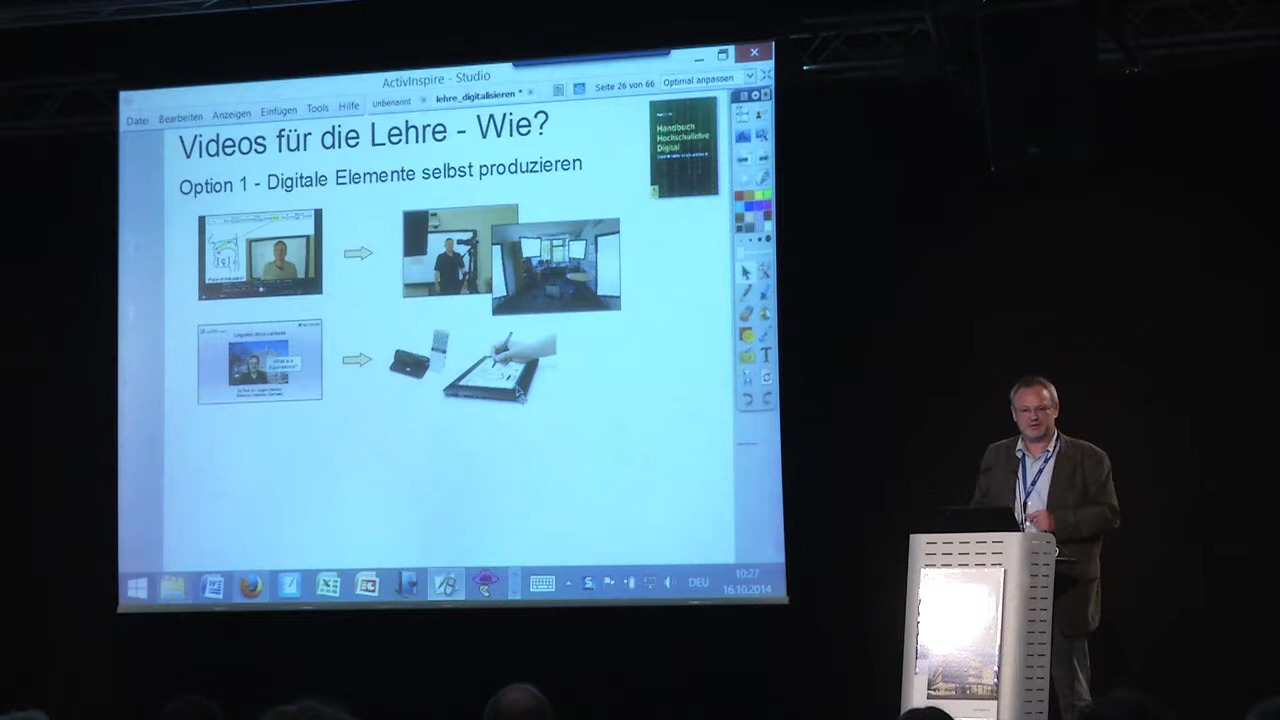 ActivInspire - Studio
Datei Bearbeiten Anzeigen Einfügen Tools Hilfe
Unbenannt
lehre_digitalisieren *
Seite 26 von 66
Optimal anpassen
Videos für die Lehre - Wie?
Option 1 - Digitale Elemente selbst produzieren
Handbuch
Hochschullehre
Digital
DEU
10:27
16.10.2014